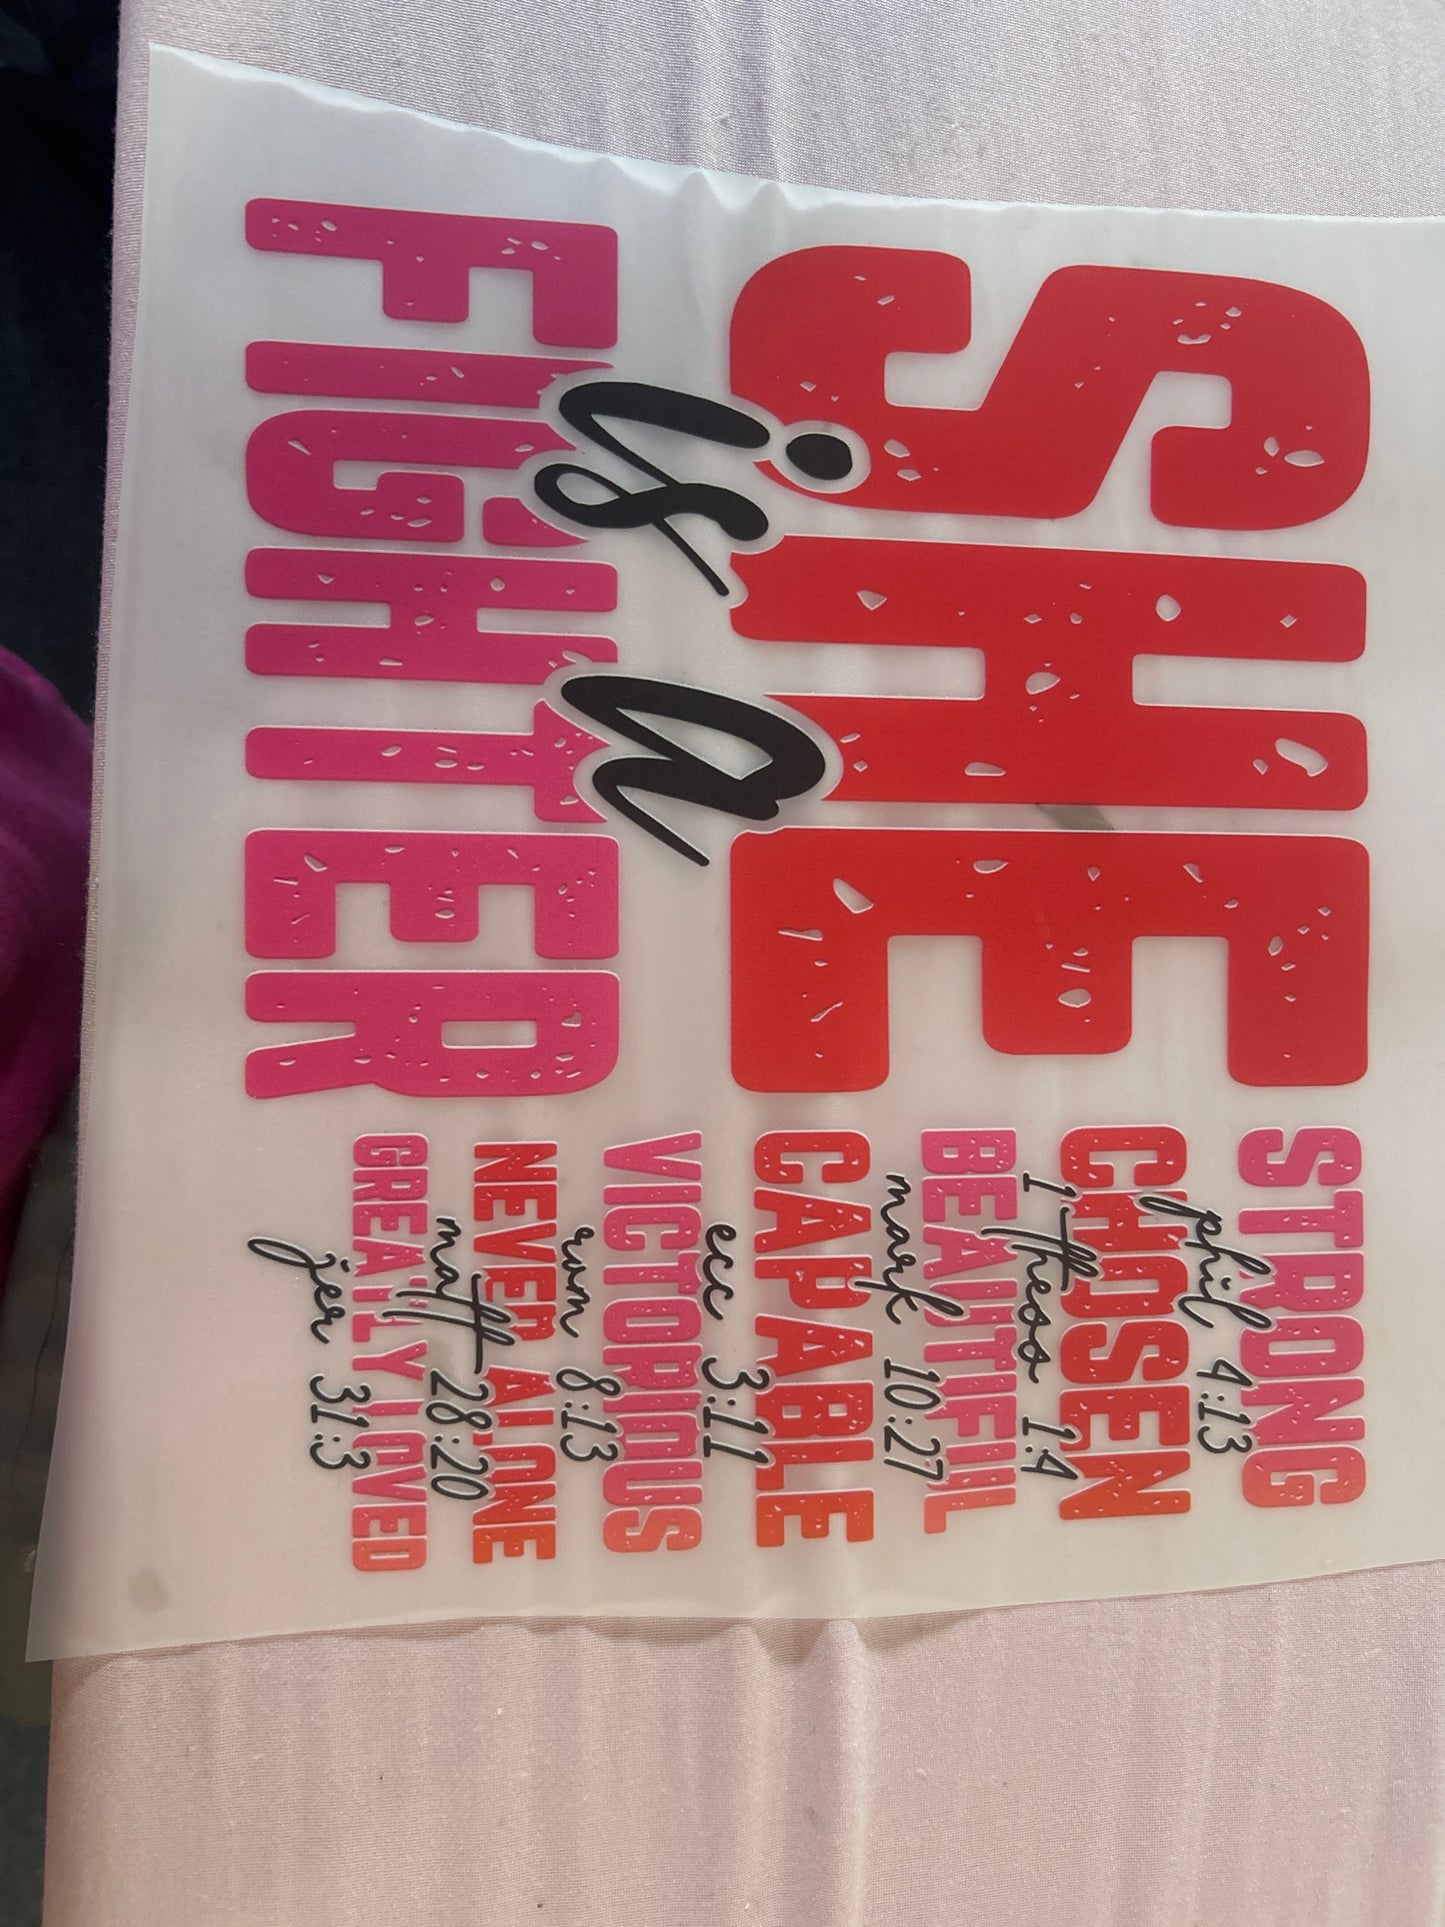 SHE
is a
FIGHTER
STRONG
phil 4:13
CHOSEN
1 thess 1:4
BEAUTIFUL
mark 10:27
CAPABLE
ecc 3:11
VICTORIOUS
rom 8:13
NEVER ALONE
matt 28:20
GREATLY LOVED
jer 31:3